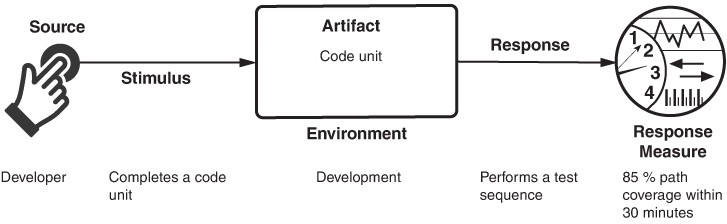 Source
Stimulus
Artifact
Code unit
Environment
Response
1
2
3
4
Response
Measure
Developer
Completes a code
unit
Development
Performs a test
sequence
85 % path
coverage within
30 minutes